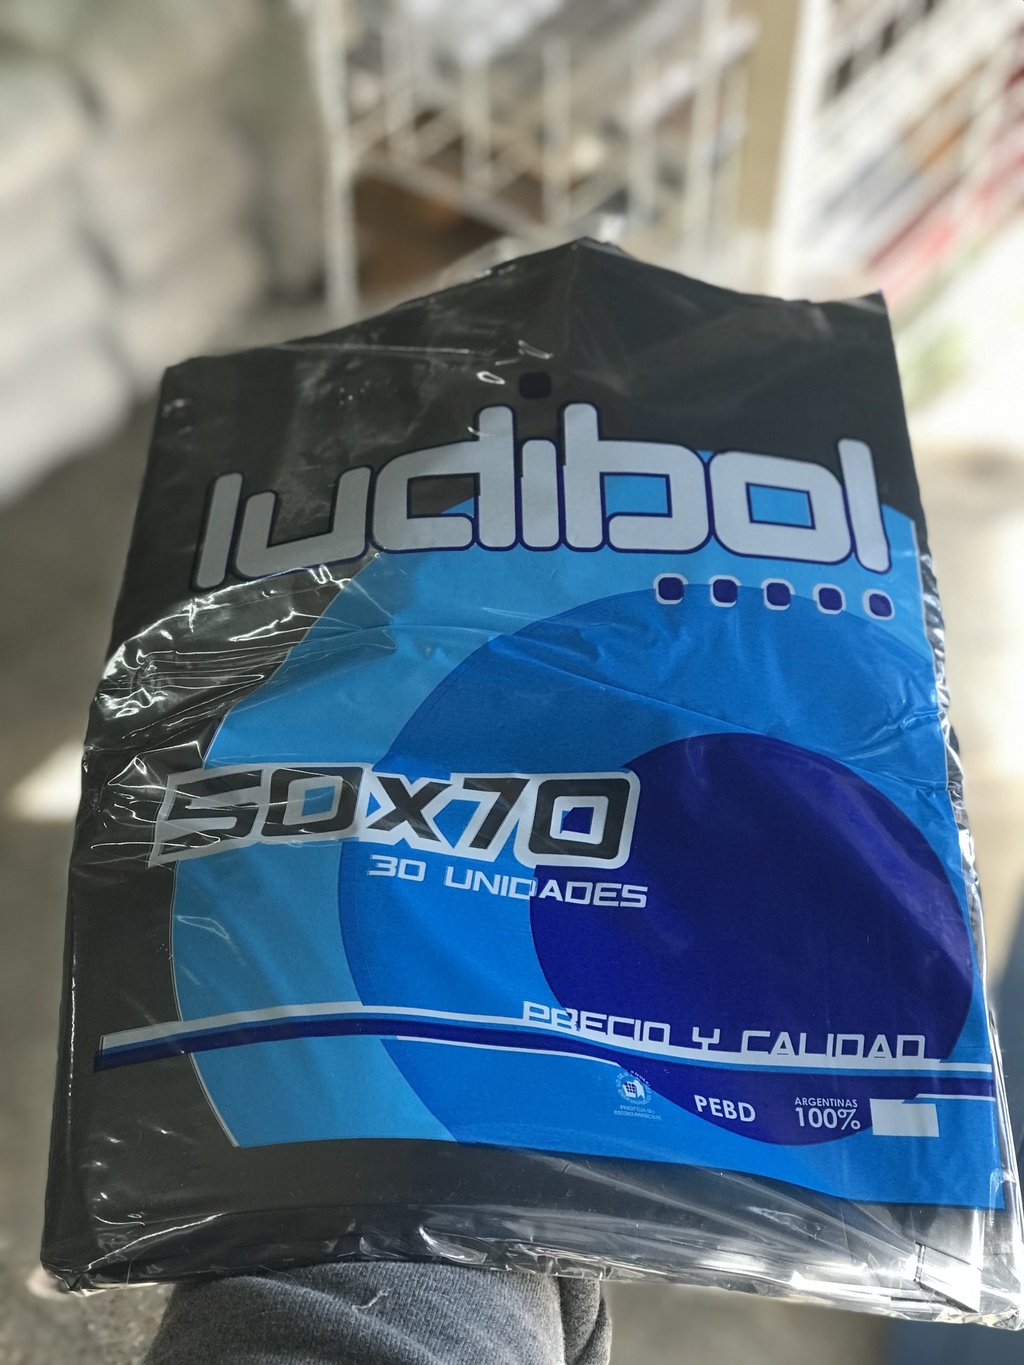 ludibol
50x70
30 UNIDADES
PRECIO Y CALIDAD
PEBD
ARGENTINAS
100%